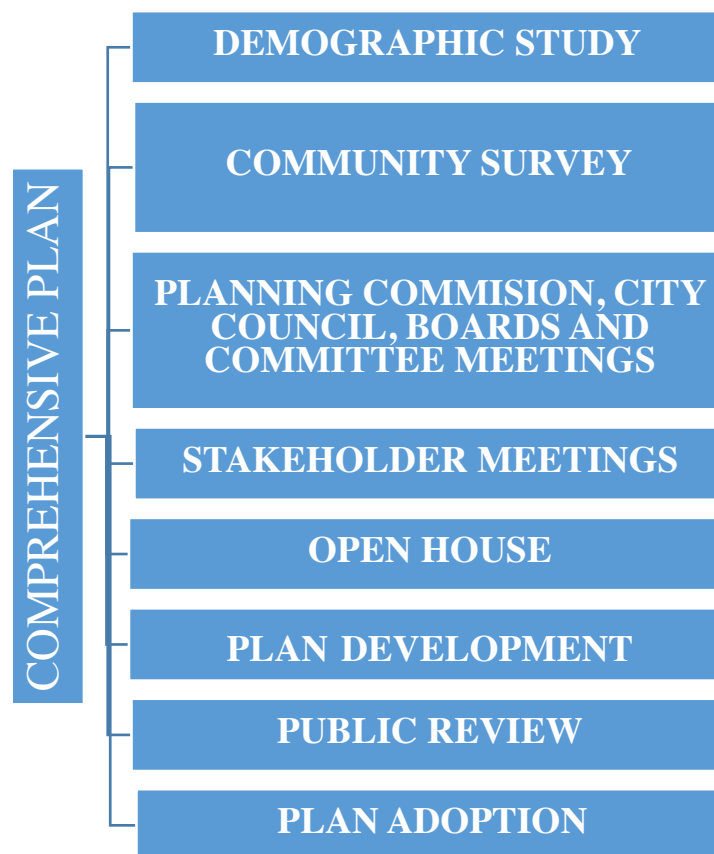 COMPREHENSIVE PLAN
DEMOGRAPHIC STUDY
COMMUNITY SURVEY
PLANNING COMMISION, CITY
COUNCIL, BOARDS AND
COMMITTEE MEETINGS
STAKEHOLDER MEETINGS
OPEN HOUSE
PLAN DEVELOPMENT
PUBLIC REVIEW
PLAN ADOPTION